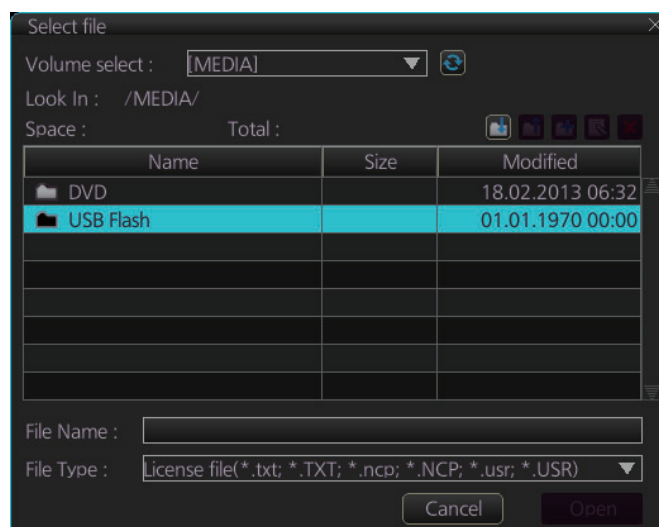 Select file
Volume select : [MEDIA]
Look In : /MEDIA/
Space : Total :
Name Size Modified
DVD 18.02.2013 06:32
USB Flash 01.01.1970 00:00
File Name :
File Type : License file(*.txt; *.TXT; *.ncp; *.NCP; *.usr; *.USR)
Cancel Open